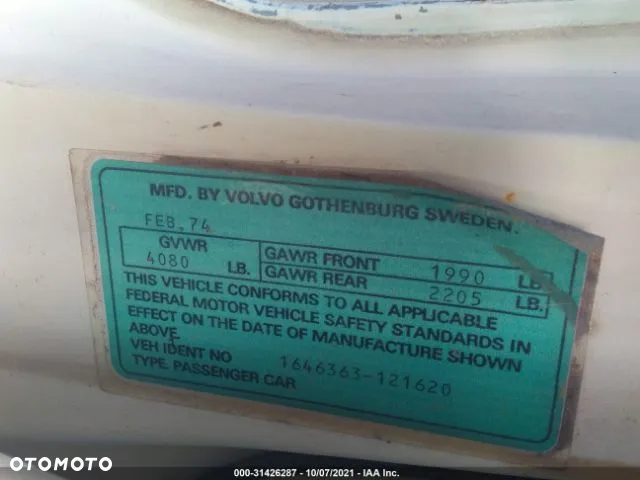 MFD. BY VOLVO GOTHENBURG SWEDEN.
FEB.74
GVWR
4080 LB.
GAWR FRONT 1990 LB.
GAWR REAR 2205 LB.
THIS VEHICLE CONFORMS TO ALL APPLICABLE
FEDERAL MOTOR VEHICLE SAFETY STANDARDS IN
EFFECT ON THE DATE OF MANUFACTURE SHOWN
ABOVE.
VEH IDENT NO 1646363-121620
TYPE. PASSENGER CAR
OTOMOTO
000-31426287 - 10/07/2021 - IAA Inc.